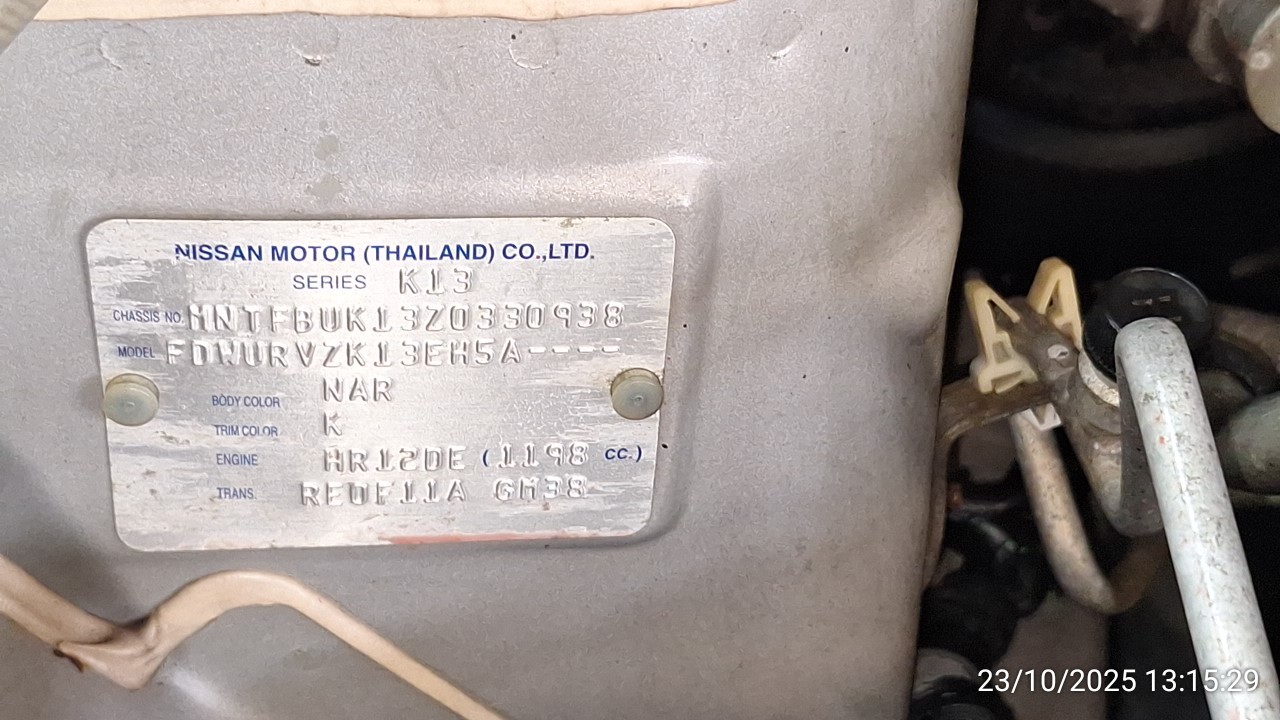 NISSAN MOTOR (THAILAND) CO.,LTD.
SERIES K13
CHASSIS NO. MNTFBUK13Z0330938
MODEL FDWURVZK13EH5A----
BODY COLOR NAR
TRIM COLOR K
ENGINE HR12DE (1198 CC.)
TRANS. RE0F11A GM38
23/10/2025 13:15:29